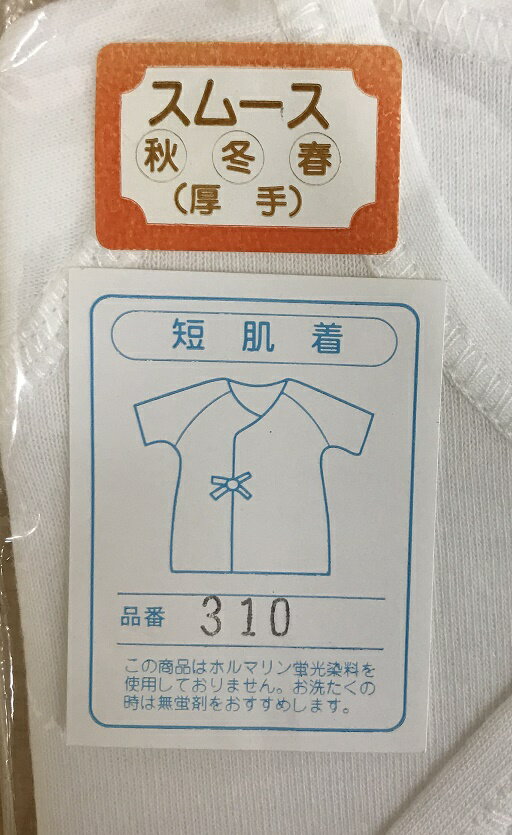 スムース
秋 冬 春
(厚 手)
短 肌 着
品番 310
この商品はホルマリン蛍光染料を
使用しておりません。お洗たくの
時は無蛍剤をおすすめします。